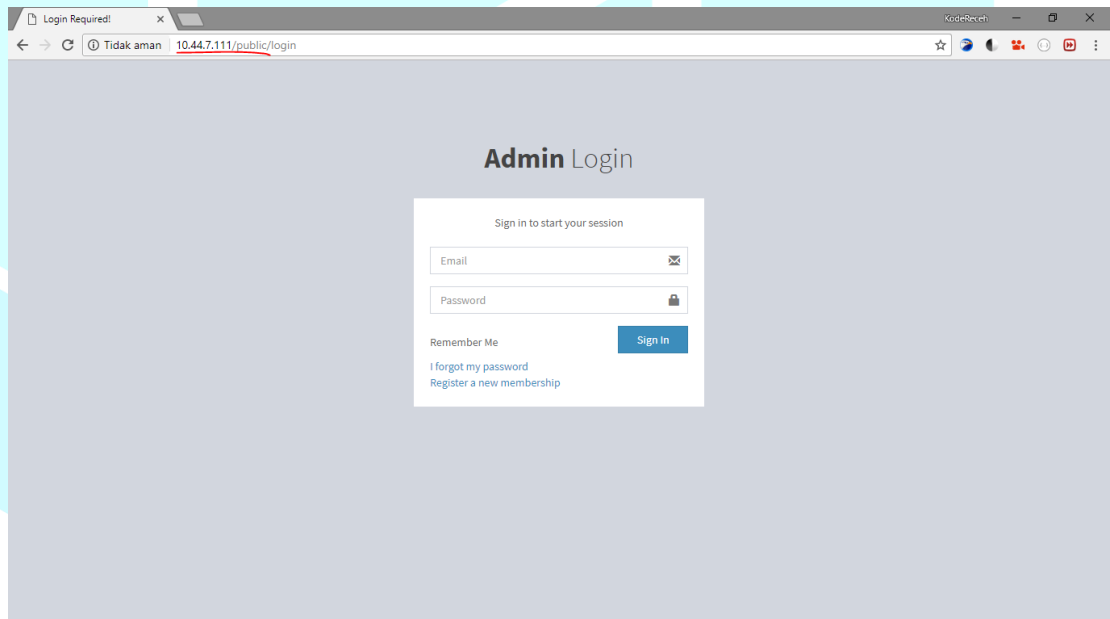 Login Required!
KodeReceh
Tidak aman 10.44.7.111/public/login
Admin Login
Sign in to start your session
Email
Password
Remember Me
Sign In
I forgot my password
Register a new membership